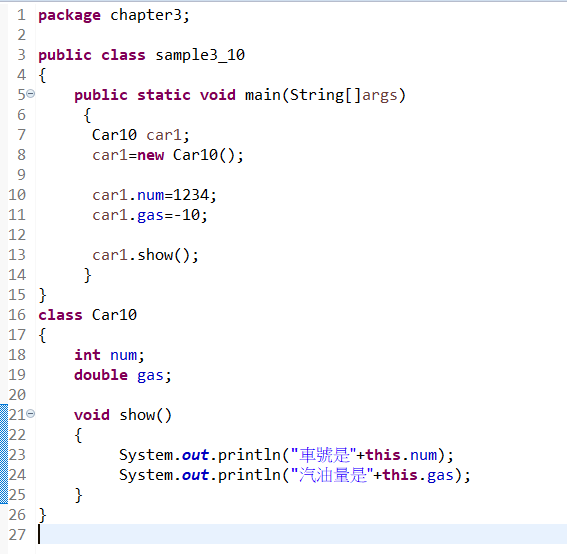 1 package chapter3;
2
3 public class sample3_10
4 {
5 public static void main(String[]args)
6 {
7 Car10 car1;
8 car1=new Car10();
9
10 car1.num=1234;
11 car1.gas=-10;
12
13 car1.show();
14 }
15 }
16 class Car10
17 {
18 int num;
19 double gas;
20
21 void show()
22 {
23 System.out.println("車號是"+this.num);
24 System.out.println("汽油量是"+this.gas);
25 }
26 }
27